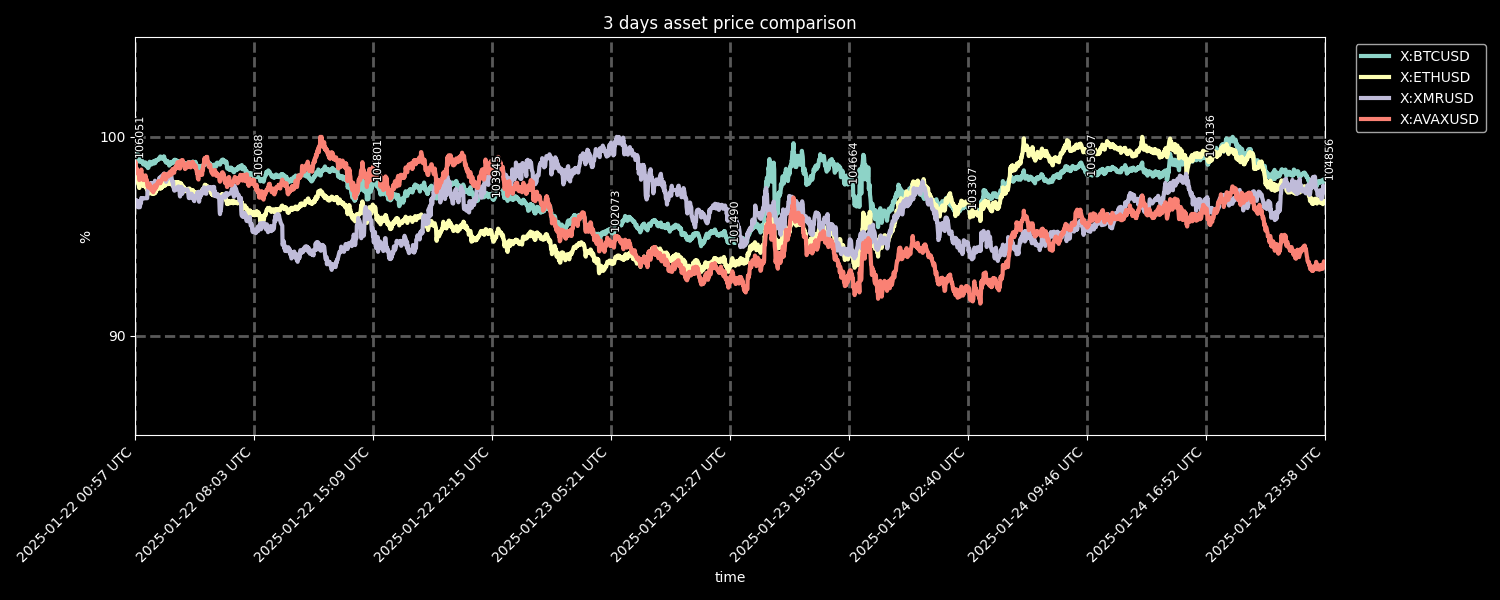 3 days asset price comparison
X:BTCUSD
X:ETHUSD
X:XMRUSD
X:AVAXUSD
100
90
%
106051
105088
104801
103945
102073
101490
104664
103307
105097
106136
104856
2025-01-22 00:57 UTC
2025-01-22 08:03 UTC
2025-01-22 15:09 UTC
2025-01-22 22:15 UTC
2025-01-23 05:21 UTC
2025-01-23 12:27 UTC
2025-01-23 19:33 UTC
2025-01-24 02:40 UTC
2025-01-24 09:46 UTC
2025-01-24 16:52 UTC
2025-01-24 23:58 UTC
time